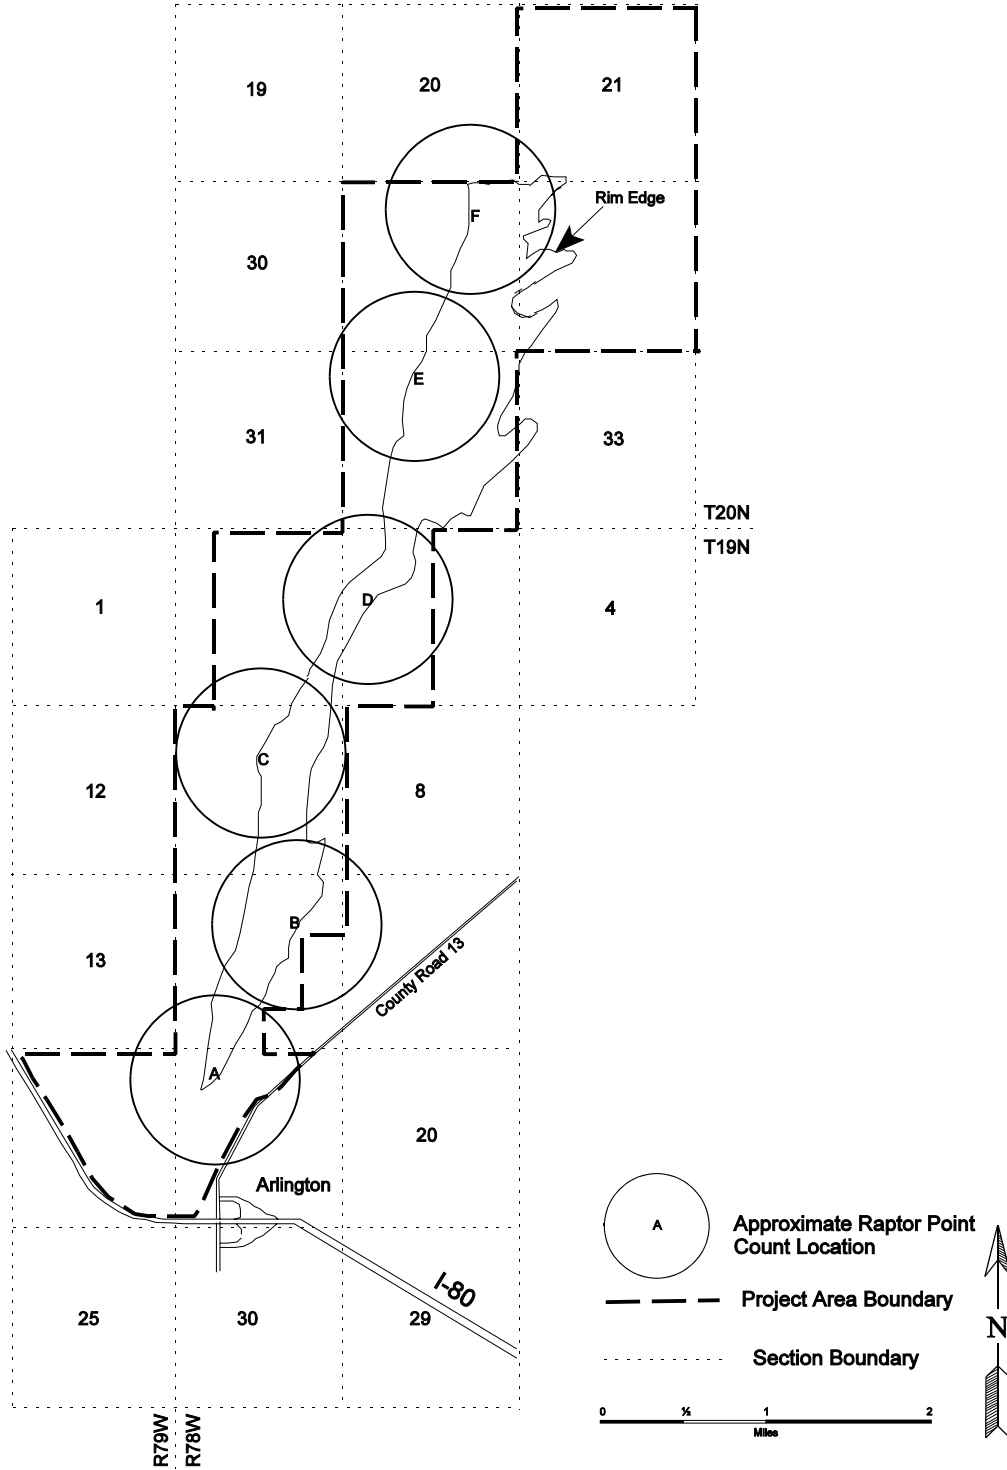 19
20
21
Rim Edge
F
30
E
31
33
T20N
T19N
1
D
4
C
12
8
B
13
County Road 13
A
20
Arlington
I-80
25
30
29
R79W
R78W
A
Approximate Raptor Point
Count Location
Project Area Boundary
Section Boundary
N
0 ½ 1 2
Miles